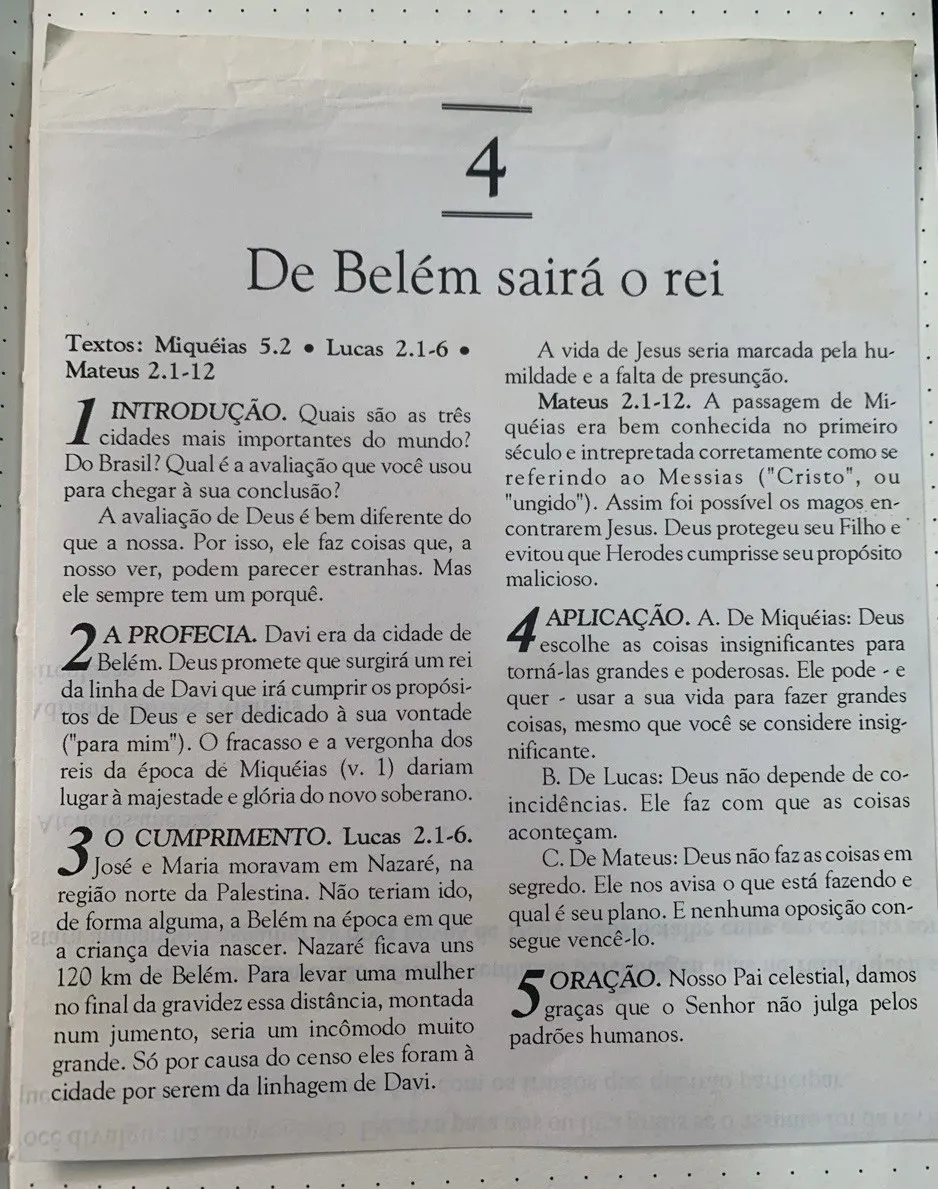 4
De Belém sairá o rei
Textos: Miquéias 5.2 • Lucas 2.1-6 •
Mateus 2.1-12
1 INTRODUÇÃO. Quais são as três
cidades mais importantes do mundo?
Do Brasil? Qual é a avaliação que você usou
para chegar à sua conclusão?
A avaliação de Deus é bem diferente do
que a nossa. Por isso, ele faz coisas que, a
nosso ver, podem parecer estranhas. Mas
ele sempre tem um porquê.
2 A PROFECIA. Davi era da cidade de
Belém. Deus promete que surgirá um rei
da linha de Davi que irá cumprir os propósi-
tos de Deus e ser dedicado à sua vontade
("para mim"). O fracasso e a vergonha dos
reis da época de Miquéias (v. 1) dariam
lugar à majestade e glória do novo soberano.
3 O CUMPRIMENTO. Lucas 2.1-6.
José e Maria moravam em Nazaré, na
região norte da Palestina. Não teriam ido,
de forma alguma, a Belém na época em que
a criança devia nascer. Nazaré ficava uns
120 km de Belém. Para levar uma mulher
no final da gravidez essa distância, montada
num jumento, seria um incômodo muito
grande. Só por causa do censo eles foram à
cidade por serem da linhagem de Davi.
A vida de Jesus seria marcada pela hu-
mildade e a falta de presunção.
Mateus 2.1-12. A passagem de Mi-
quéias era bem conhecida no primeiro
século e intrepretada corretamente como se
referindo ao Messias ("Cristo", ou
"ungido"). Assim foi possível os magos en-
contrarem Jesus. Deus protegeu seu Filho e
evitou que Herodes cumprisse seu propósito
malicioso.
4 APLICAÇÃO. A. De Miquéias: Deus
escolhe as coisas insignificantes para
torná-las grandes e poderosas. Ele pode - e
quer - usar a sua vida para fazer grandes
coisas, mesmo que você se considere insig-
nificante.
B. De Lucas: Deus não depende de co-
incidências. Ele faz com que as coisas
aconteçam.
C. De Mateus: Deus não faz as coisas em
segredo. Ele nos avisa o que está fazendo e
qual é seu plano. E nenhuma oposição con-
segue vencê-lo.
5 ORAÇÃO. Nosso Pai celestial, damos
graças que o Senhor não julga pelos
padrões humanos.